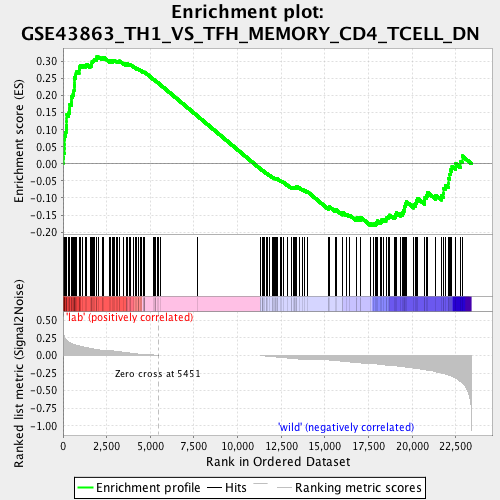 Enrichment plot:
GSE43863_TH1_VS_TFH_MEMORY_CD4_TCELL_DN
Enrichment score (ES)
0.30
0.25
0.20
0.15
0.10
0.05
0.00
-0.05
-0.10
-0.15
-0.20
Ranked list metric (Signal2Noise)
'lab' (positively correlated)
0.50
0.25
0.00
-0.25
-0.50
-0.75
-1.00
Zero cross at 5451
'wild' (negatively correlated)
0
2,500
5,000
7,500
10,000
12,500
15,000
17,500
20,000
22,500
Rank in Ordered Dataset
Enrichment profile
Hits
Ranking metric scores